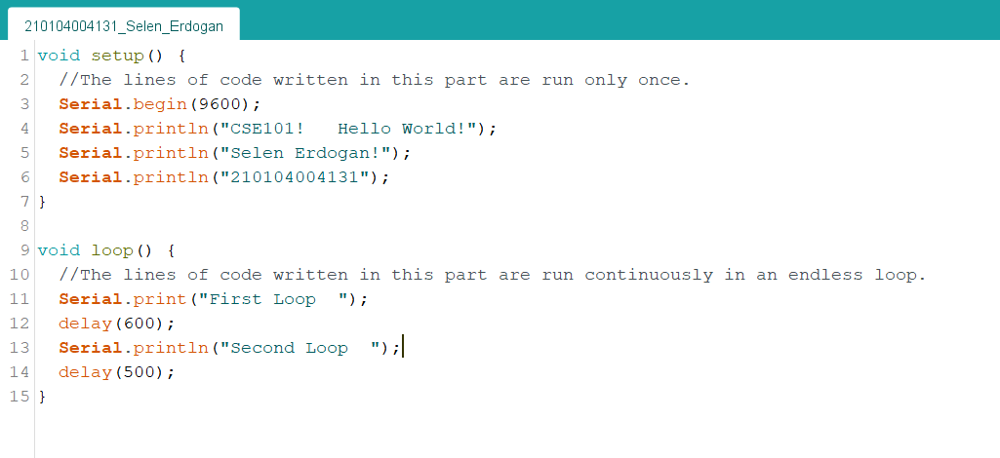 210104004131_Selen_Erdogan
1 void setup() {
2   //The lines of code written in this part are run only once.
3   Serial.begin(9600);
4   Serial.println("CSE101!   Hello World!");
5   Serial.println("Selen Erdogan!");
6   Serial.println("210104004131");
7 }
8
9 void loop() {
10   //The lines of code written in this part are run continuously in an endless loop.
11   Serial.print("First Loop  ");
12   delay(600);
13   Serial.println("Second Loop  ");
14   delay(500);
15 }